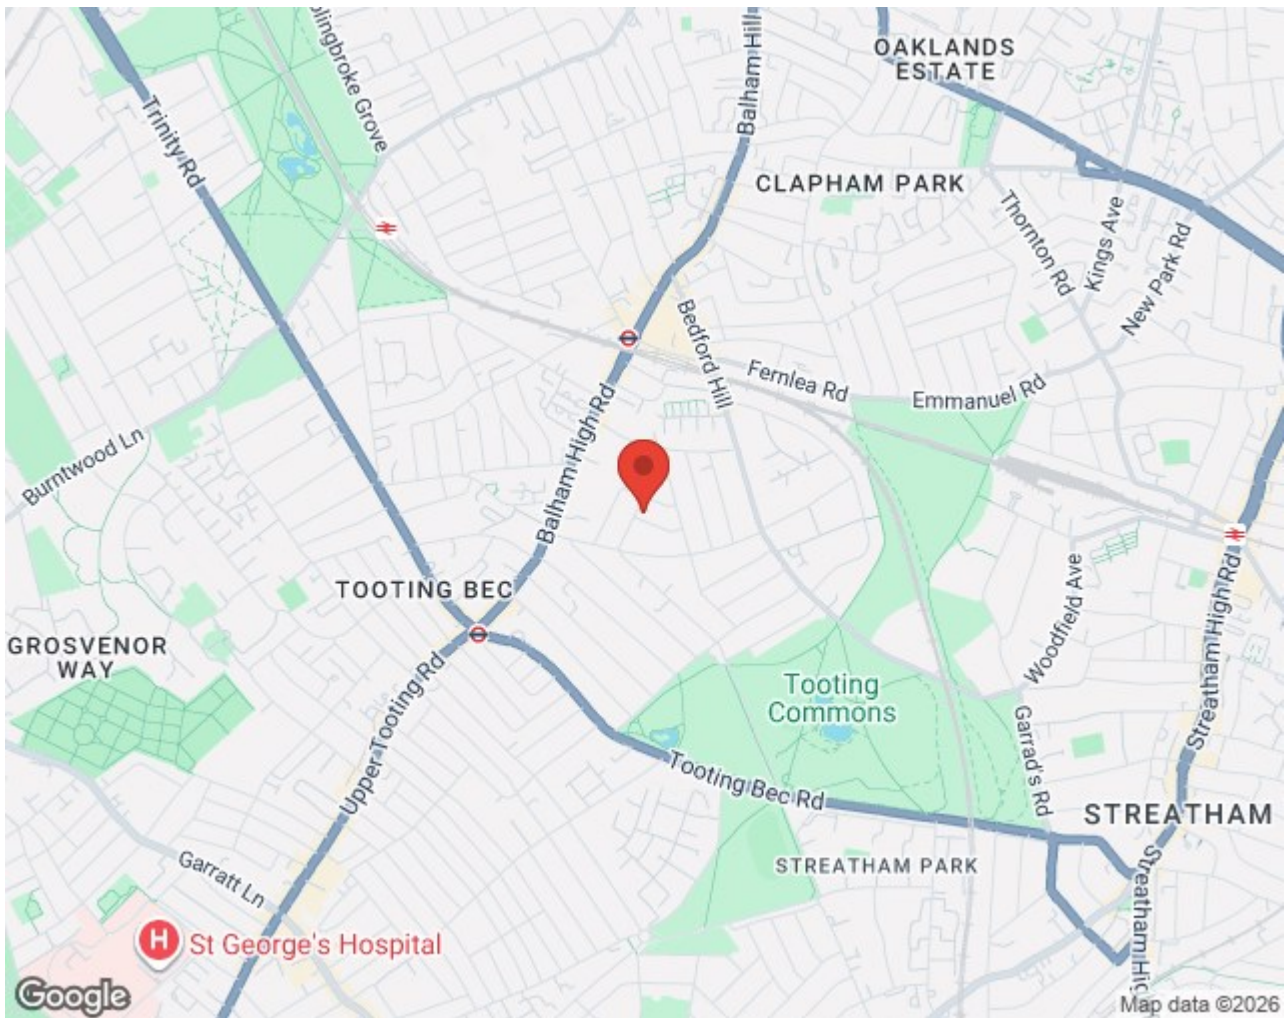 olingbroke Grove
Balham Hill
OAKLANDS
ESTATE
Trinity Rd
CLAPHAM PARK
Thornton Rd
Kings Ave
New Park Rd
Bedford Hill
Fernlea Rd
Emmanuel Rd
Burntwood Ln
Balham High Rd
TOOTING BEC
GROSVENOR
WAY
Woodfield Ave
Streatham High Rd
Tooting
Commons
Upper Tooting Rd
Garrad's Rd
Tooting Bec Rd
STREATHAM
STREATHAM PARK
Garratt Ln
Streatham Hig
H
St George's Hospital
Google
Map data ©2026